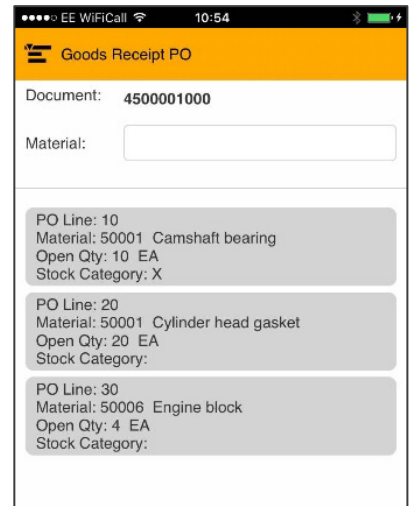 EE WiFiCall 10:54
Goods Receipt PO
Document: 4500001000
Material:
PO Line: 10
Material: 50001 Camshaft bearing
Open Qty: 10 EA
Stock Category: X
PO Line: 20
Material: 50001 Cylinder head gasket
Open Qty: 20 EA
Stock Category:
PO Line: 30
Material: 50006 Engine block
Open Qty: 4 EA
Stock Category: